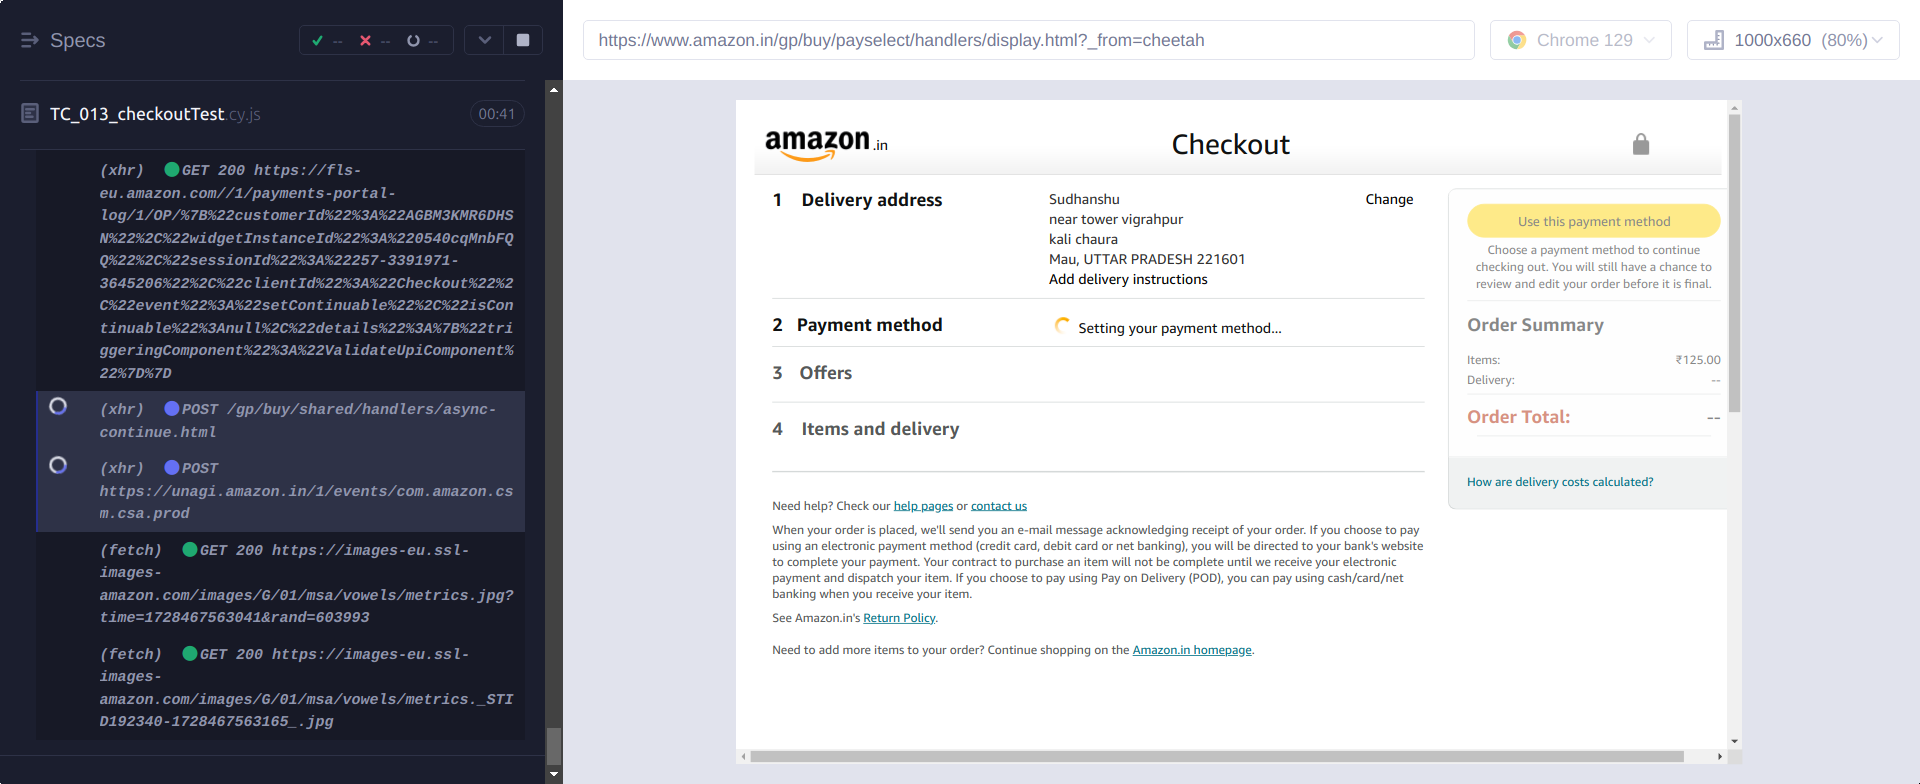 Specs
--
--
--
https://www.amazon.in/gp/buy/payselect/handlers/display.html?_from=cheetah
Chrome 129
1000x660 (80%)
TC_013_checkoutTest.cy.js
00:41
(xhr) GET 200 https://fls-
eu.amazon.com//1/payments-portal-
log/1/OP/%7B%22customerId%22%3A%22AGBM3KMR6DHS
N%22%2C%22widgetInstanceId%22%3A%220540cqMnbFQ
Q%22%2C%22sessionId%22%3A%22257-3391971-
3645206%22%2C%22clientId%22%3A%22Checkout%22%2
C%22event%22%3A%22setContinuable%22%2C%22isCon
tinuable%22%3Anull%2C%22details%22%3A%7B%22tri
ggeringComponent%22%3A%22ValidateUpiComponent%
22%7D%7D
(xhr) POST /gp/buy/shared/handlers/async-
continue.html
(xhr) POST
https://unagi.amazon.in/1/events/com.amazon.cs
m.csa.prod
(fetch) GET 200 https://images-eu.ssl-
images-
amazon.com/images/G/01/msa/vowels/metrics.jpg?
time=1728467563041&rand=603993
(fetch) GET 200 https://images-eu.ssl-
images-
amazon.com/images/G/01/msa/vowels/metrics._STI
D192340-1728467563165_.jpg
amazon.in
Checkout
1 Delivery address
Sudhanshu
near tower vigrahpur
kali chaura
Mau, UTTAR PRADESH 221601
Add delivery instructions
Change
2 Payment method
Setting your payment method...
3 Offers
4 Items and delivery
Need help? Check our help pages or contact us
When your order is placed, we'll send you an e-mail message acknowledging receipt of your order. If you choose to pay
using an electronic payment method (credit card, debit card or net banking), you will be directed to your bank's website
to complete your payment. Your contract to purchase an item will not be complete until we receive your electronic
payment and dispatch your item. If you choose to pay using Pay on Delivery (POD), you can pay using cash/card/net
banking when you receive your item.
See Amazon.in's Return Policy.
Need to add more items to your order? Continue shopping on the Amazon.in homepage.
Use this payment method
Choose a payment method to continue
checking out. You will still have a chance to
review and edit your order before it is final.
Order Summary
Items: ₹125.00
Delivery: --
Order Total: --
How are delivery costs calculated?